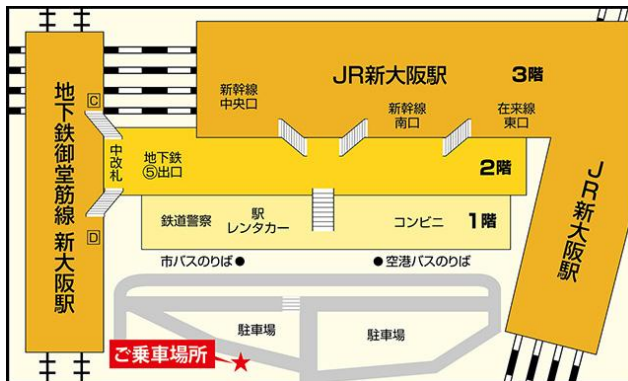 JR新大阪駅
3階
新幹線
中央口
新幹線
南口
在来線
東口
地下鉄御堂筋線 新大阪駅
C
中改札
地下鉄
⑤出口
2階
D
鉄道警察
駅
レンタカー
コンビニ
1階
JR新大阪駅
市バスのりば●
●空港バスのりば
駐車場
駐車場
ご乗車場所